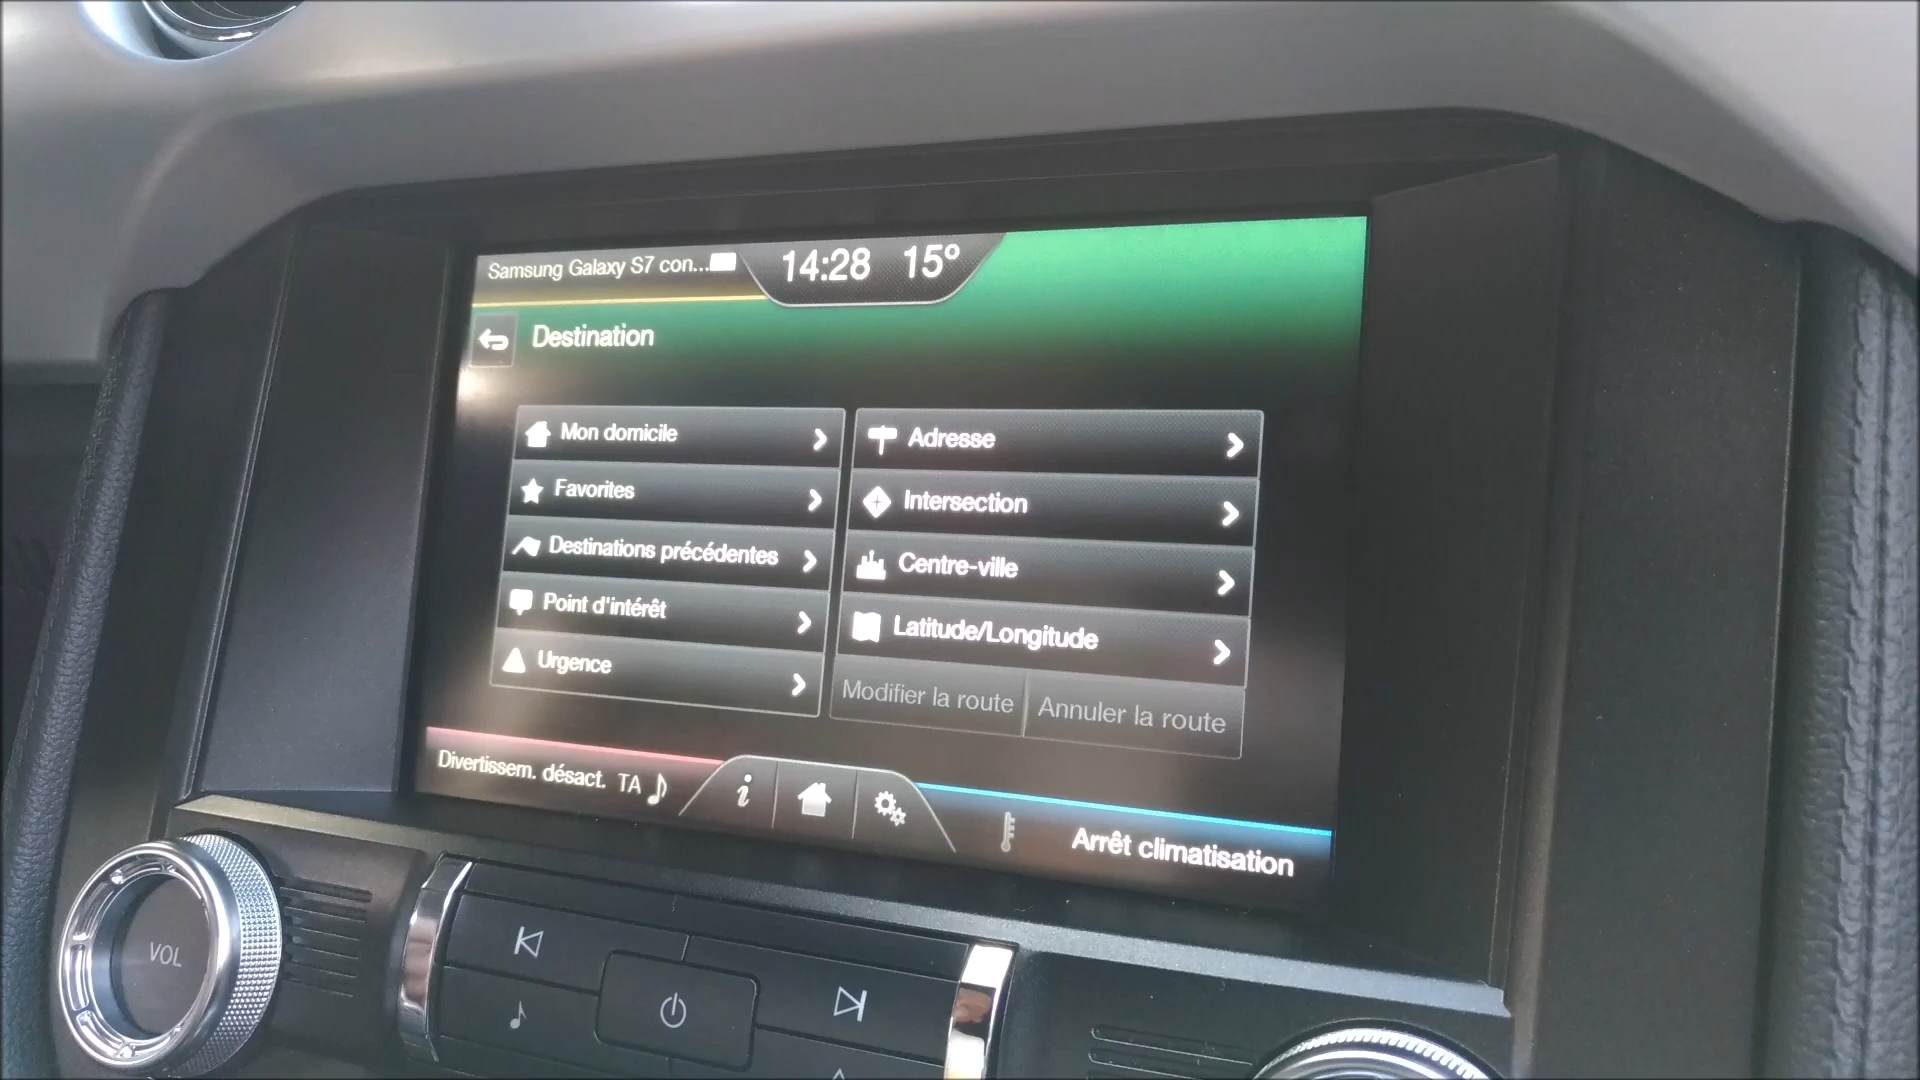 Samsung Galaxy S7 con...
14:28 15°
Destination
Mon domicile
Favorites
Destinations précédentes
Point d'intérêt
Urgence
Adresse
Intersection
Centre-ville
Latitude/Longitude
Modifier la route
Annuler la route
Divertissem. désact. TA
i
Arrêt climatisation
VOL